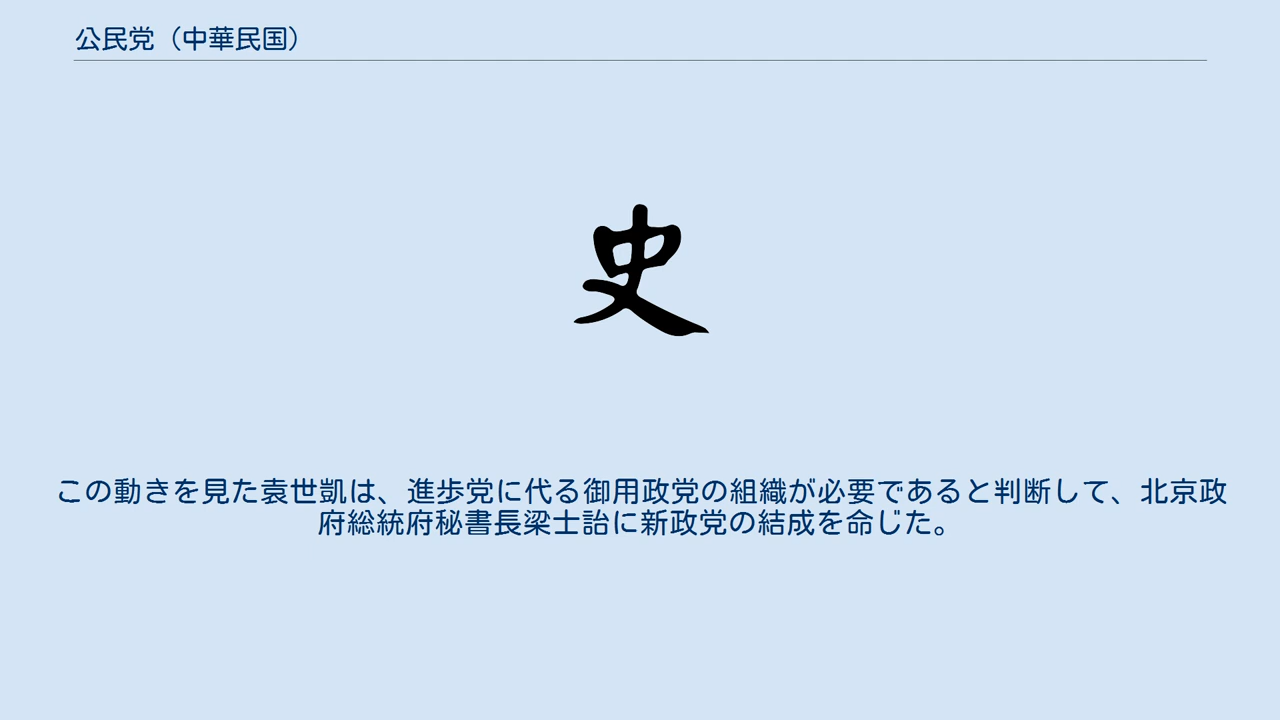 公民党（中華民国）
史
この動きを見た袁世凱は、進歩党に代る御用政党の組織が必要であると判断して、北京政
府総統府秘書長梁士詒に新政党の結成を命じた。